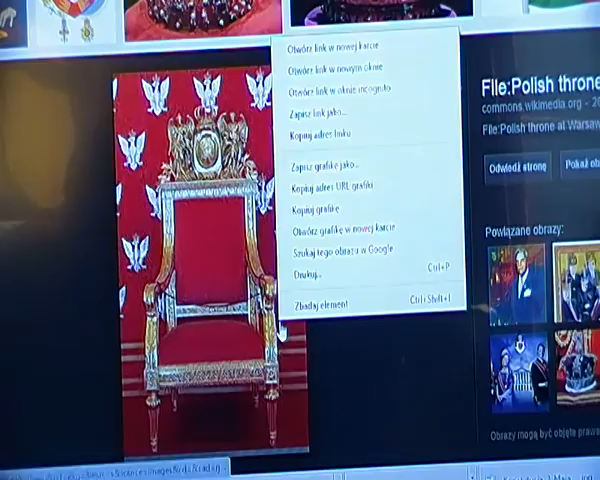 Otwórz link w nowej karcie
Otwórz link w nowym oknie
Otwórz link w oknie incognito
Zapisz link jako...
Kopiuj adres linku
Zapisz grafikę jako...
Kopiuj adres URL grafiki
Kopiuj grafikę
Otwórz grafikę w nowej karcie
Szukaj tego obrazu w Google
Drukuj... Ctrl+P
Zbadaj element Ctrl+Shift+I
File:Polish throne
commons.wikimedia.org - 20
File:Polish throne at Warsaw
Odwiedź stronę
Pokaż ob
Powiązane obrazy:
Obrazy mogą być objęte prawa